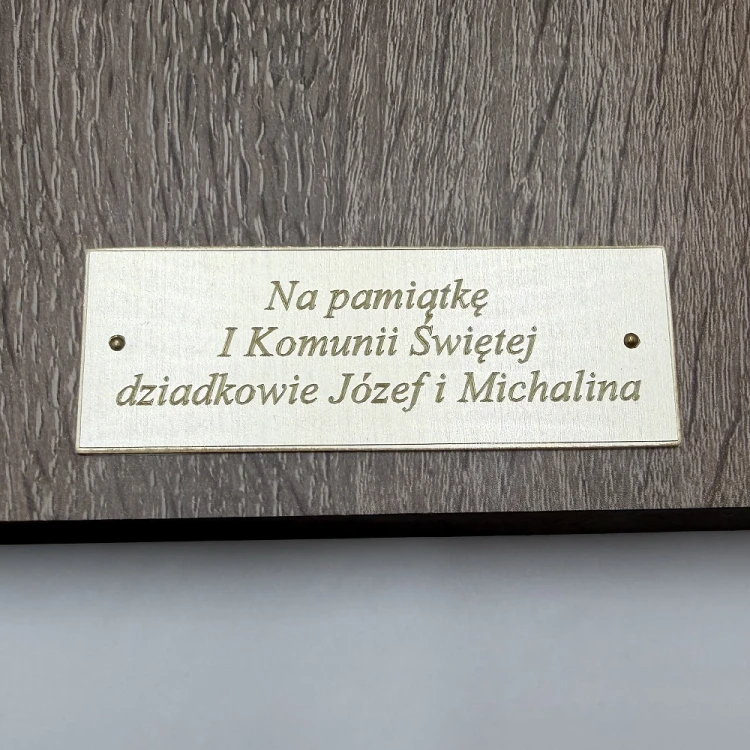 Na pamiątkę
I Komunii Świętej
dziadkowie Józef i Michalina